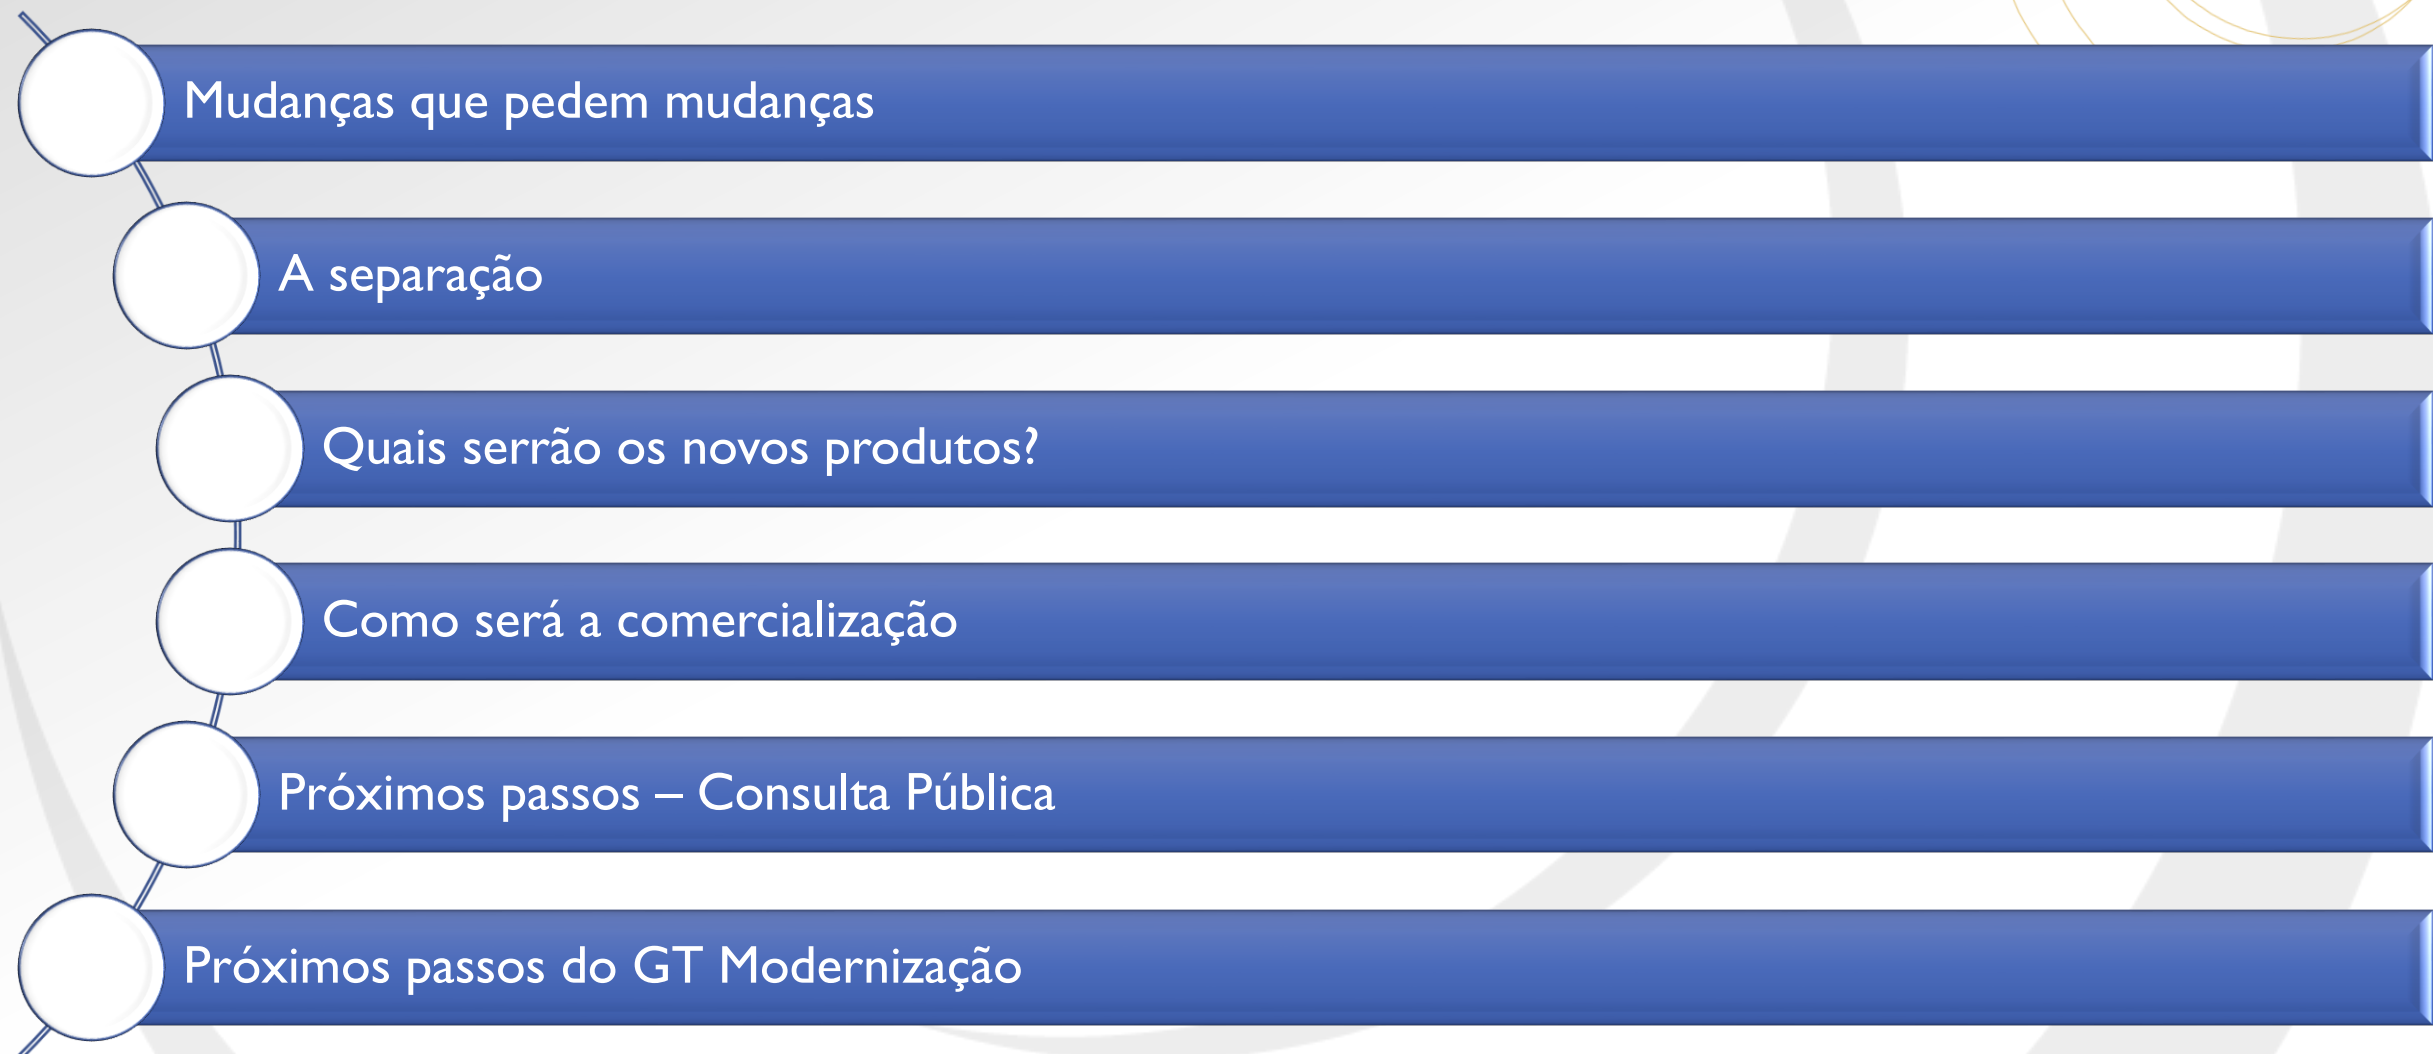 Mudanças que pedem mudanças
A separação
Quais serrão os novos produtos?
Como será a comercialização
Próximos passos – Consulta Pública
Próximos passos do GT Modernização